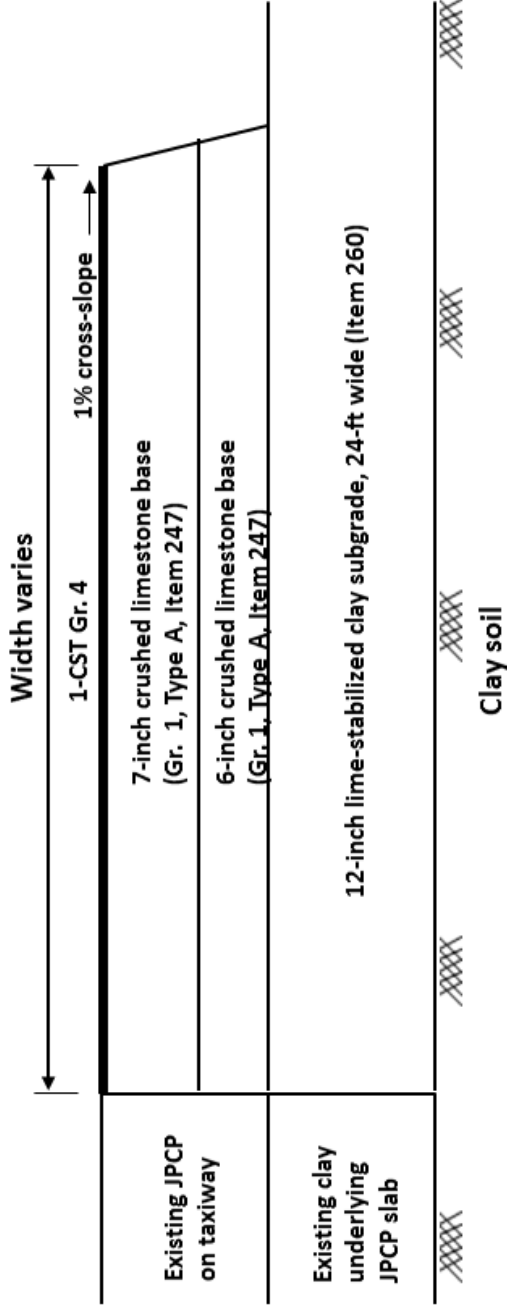 Width varies
1-CST Gr. 4
1% cross-slope
7-inch crushed limestone base
(Gr. 1, Type A, Item 247)
6-inch crushed limestone base
(Gr. 1, Type A, Item 247)
Existing JPCP
on taxiway
12-inch lime-stabilized clay subgrade, 24-ft wide (Item 260)
Existing clay
underlying
JPCP slab
Clay soil